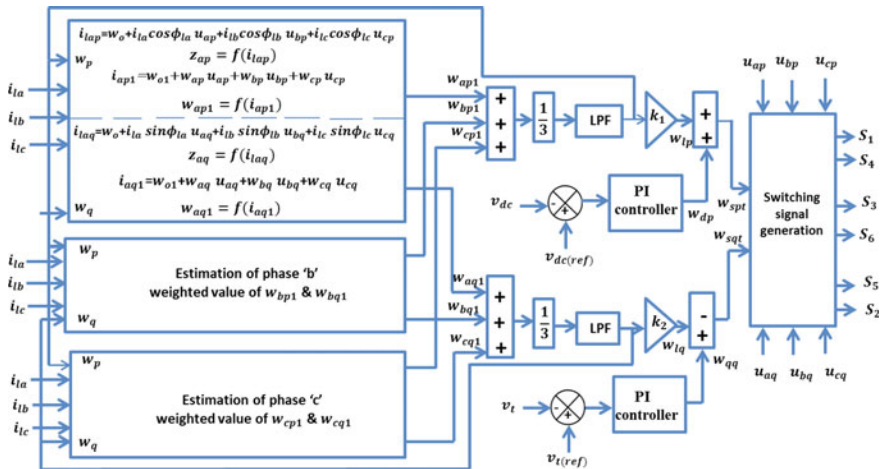 i_lap=w_o+i_la cosϕ_la u_ap+i_lb cosϕ_lb u_bp+i_lc cosϕ_lc u_cp
w_p
z_ap = f(i_lap)
i_ap1=w_o1+w_ap u_ap+w_bp u_bp+w_cp u_cp
w_ap1 = f(i_ap1)
i_laq=w_o+i_la sinϕ_la u_aq+i_lb sinϕ_lb u_bq+i_lc sinϕ_lc u_cq
z_aq = f(i_laq)
i_aq1=w_o1+w_aq u_aq+w_bq u_bq+w_cq u_cq
w_q
w_aq1 = f(i_aq1)
i_la
i_lb
i_lc
w_p
Estimation of phase ‘b’
weighted value of w_bp1 & w_bq1
w_q
i_la
i_lb
i_lc
w_p
Estimation of phase ‘c’
weighted value of w_cp1 & w_cq1
w_q
i_la
i_lb
i_lc
w_ap1
w_bp1
w_cp1
+
+
+
1/3
LPF
k_1
w_lp
+
+
v_dc
-
+
v_dc(ref)
PI
controller
w_dp
w_spt
w_sqt
w_aq1
w_bq1
w_cq1
+
+
+
1/3
LPF
k_2
w_lq
-
+
w_qq
v_t
-
+
v_t(ref)
PI
controller
u_ap
u_bp
u_cp
Switching
signal
generation
u_aq
u_bq
u_cq
S_1
S_4
S_3
S_6
S_5
S_2